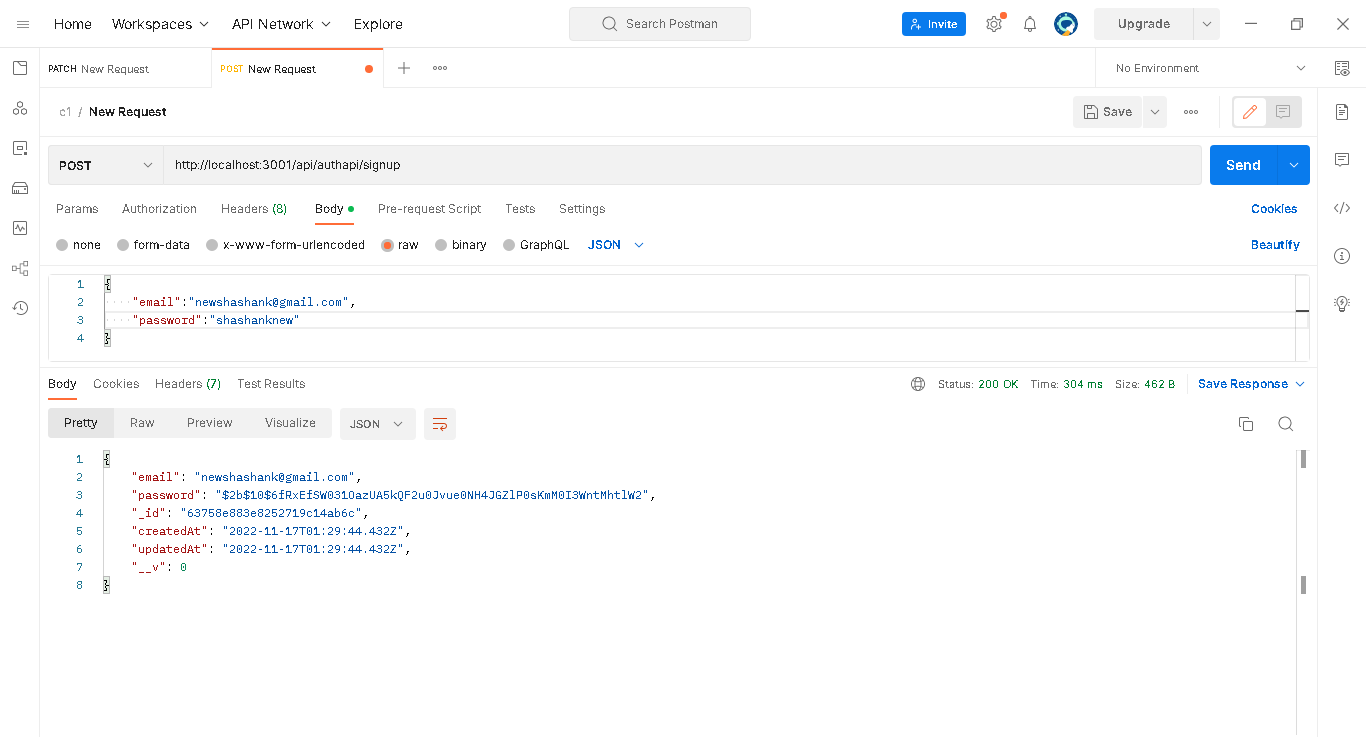 Home Workspaces API Network Explore Search Postman Invite Upgrade
PATCH New Request POST New Request No Environment
c1 / New Request Save
POST http://localhost:3001/api/authapi/signup Send
Params Authorization Headers (8) Body Pre-request Script Tests Settings Cookies
none form-data x-www-form-urlencoded raw binary GraphQL JSON Beautify
1 {
2 "email":"newshashank@gmail.com",
3 "password":"shashanknew"
4 }
Body Cookies Headers (7) Test Results Status: 200 OK Time: 304 ms Size: 462 B Save Response
Pretty Raw Preview Visualize JSON
1 {
2 "email": "newshashank@gmail.com",
3 "password": "$2b$10$6fRxEfSW031OazUA5kQF2u0Jvue0NH4JGZlP0sKmM0I3WntMhtlW2",
4 "_id": "63758e883e8252719c14ab6c",
5 "createdAt": "2022-11-17T01:29:44.432Z",
6 "updatedAt": "2022-11-17T01:29:44.432Z",
7 "__v": 0
8 }